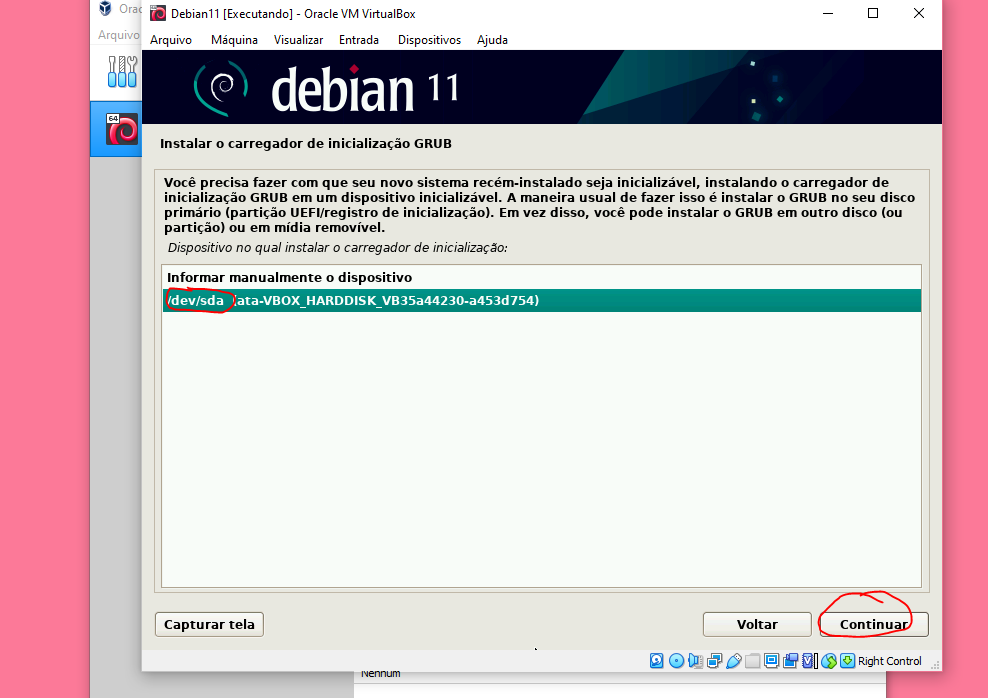 Orac
Debian11 [Executando] - Oracle VM VirtualBox
Arquivo
Arquivo Máquina Visualizar Entrada Dispositivos Ajuda
debian 11
64
Instalar o carregador de inicialização GRUB
Você precisa fazer com que seu novo sistema recém-instalado seja inicializável, instalando o carregador de
inicialização GRUB em um dispositivo inicializável. A maneira usual de fazer isso é instalar o GRUB no seu disco
primário (partição UEFI/registro de inicialização). Em vez disso, você pode instalar o GRUB em outro disco (ou
partição) ou em mídia removível.
Dispositivo no qual instalar o carregador de inicialização:
Informar manualmente o dispositivo
/dev/sda (ata-VBOX_HARDDISK_VB35a44230-a453d754)
Capturar tela Voltar Continuar
Right Control
Nenhum